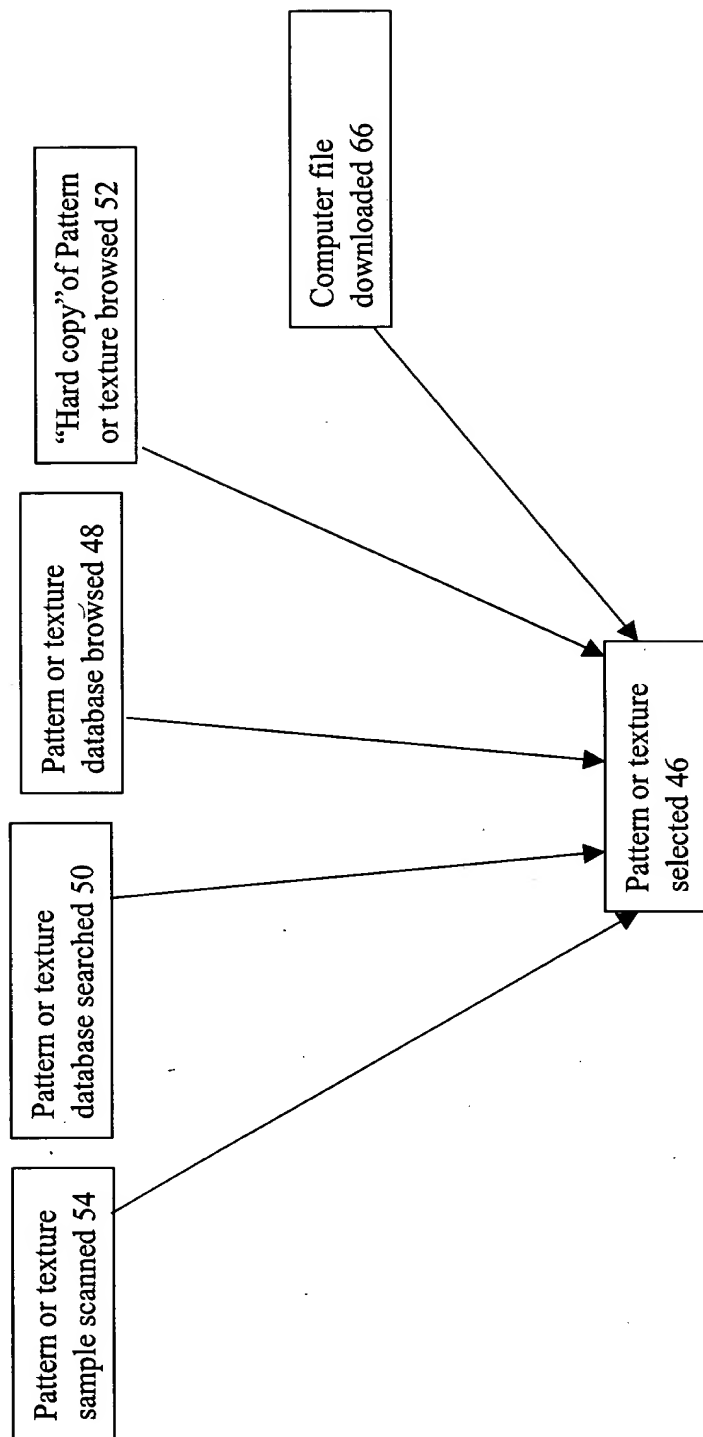 Pattern or texture
sample scanned 54
Pattern or texture
database searched 50
Pattern or texture
database browsed 48
“Hard copy”of Pattern
or texture browsed 52
Computer file
downloaded 66
Pattern or texture
selected 46